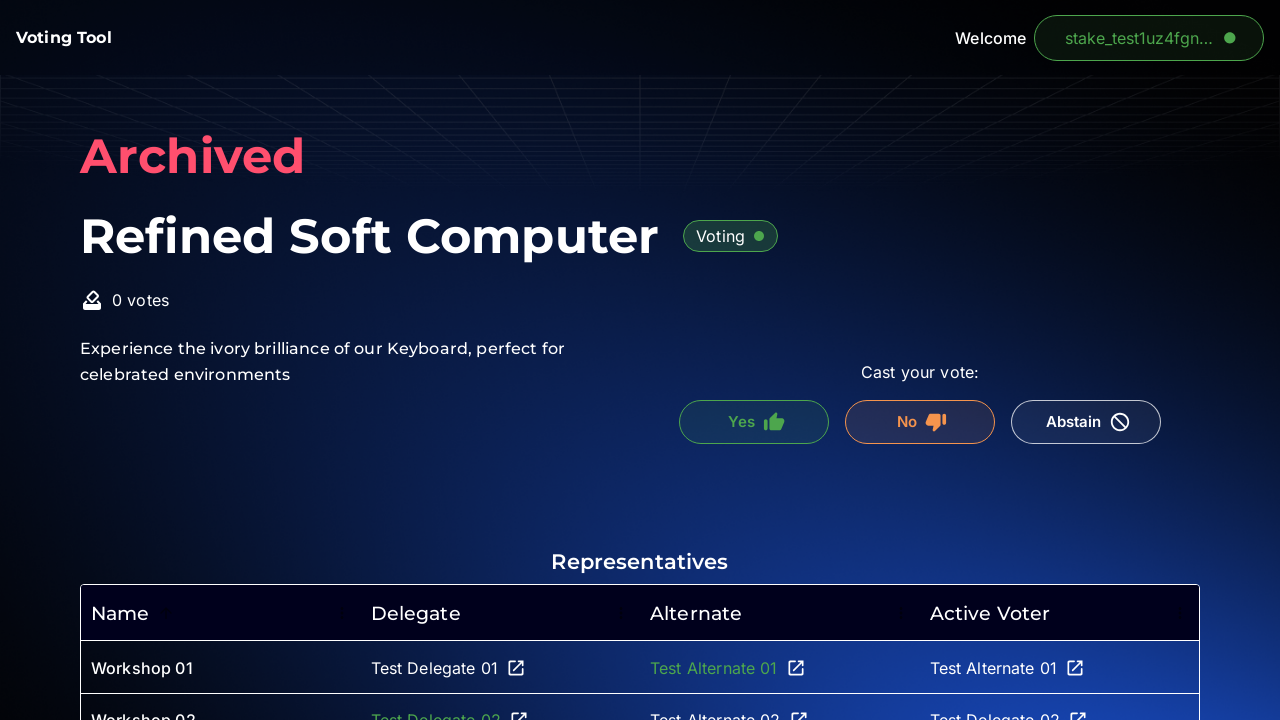 Voting Tool
Welcome
stake_test1uz4fgn...
Archived
Refined Soft Computer
Voting
0 votes
Experience the ivory brilliance of our Keyboard, perfect for
celebrated environments
Cast your vote:
Yes
No
Abstain
Representatives
Name Delegate Alternate Active Voter
Workshop 01 Test Delegate 01 Test Alternate 01 Test Alternate 01
Workshop 02 Test Delegate 02 Test Alternate 02 Test Delegate 02